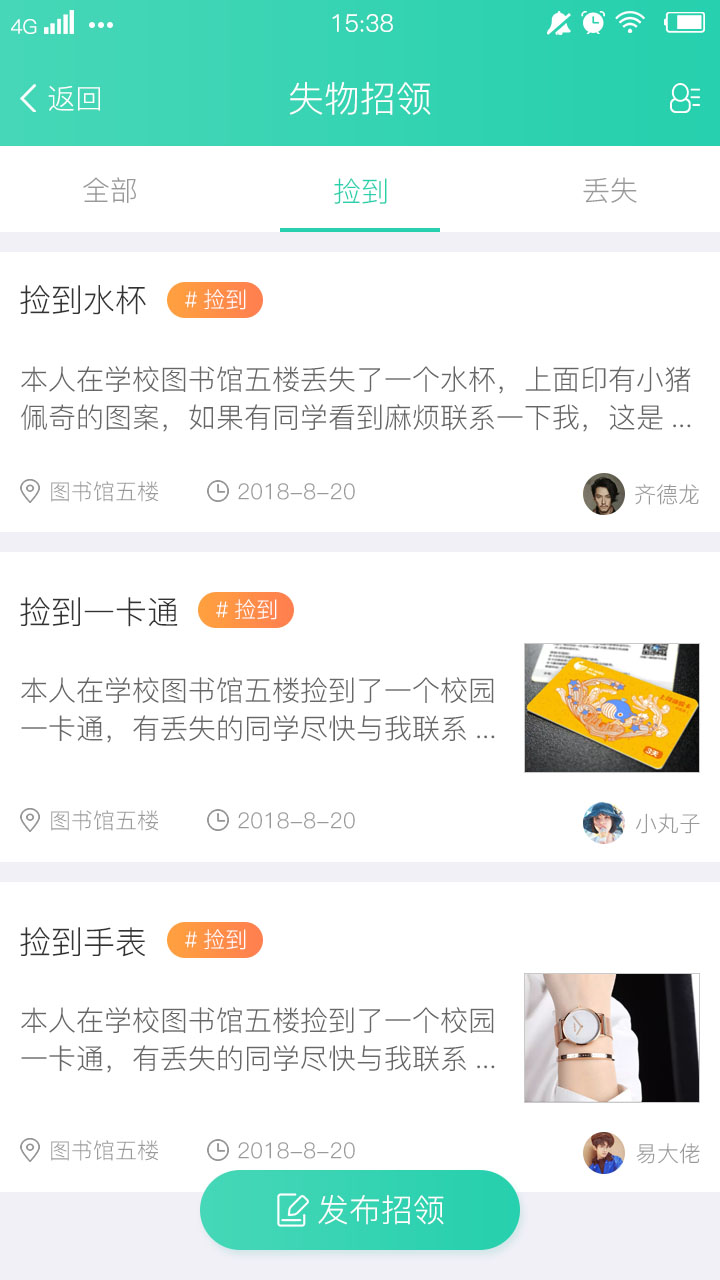 4G 15:38
返回 失物招领
全部 捡到 丢失
捡到水杯 # 捡到
本人在学校图书馆五楼丢失了一个水杯，上面印有小猪
佩奇的图案，如果有同学看到麻烦联系一下我，这是 ...
图书馆五楼 2018-8-20 齐德龙
捡到一卡通 # 捡到
本人在学校图书馆五楼捡到了一个校园
一卡通，有丢失的同学尽快与我联系 ...
3天
图书馆五楼 2018-8-20 小丸子
捡到手表 # 捡到
本人在学校图书馆五楼捡到了一个校园
一卡通，有丢失的同学尽快与我联系 ...
图书馆五楼 2018-8-20 易大佬
发布招领